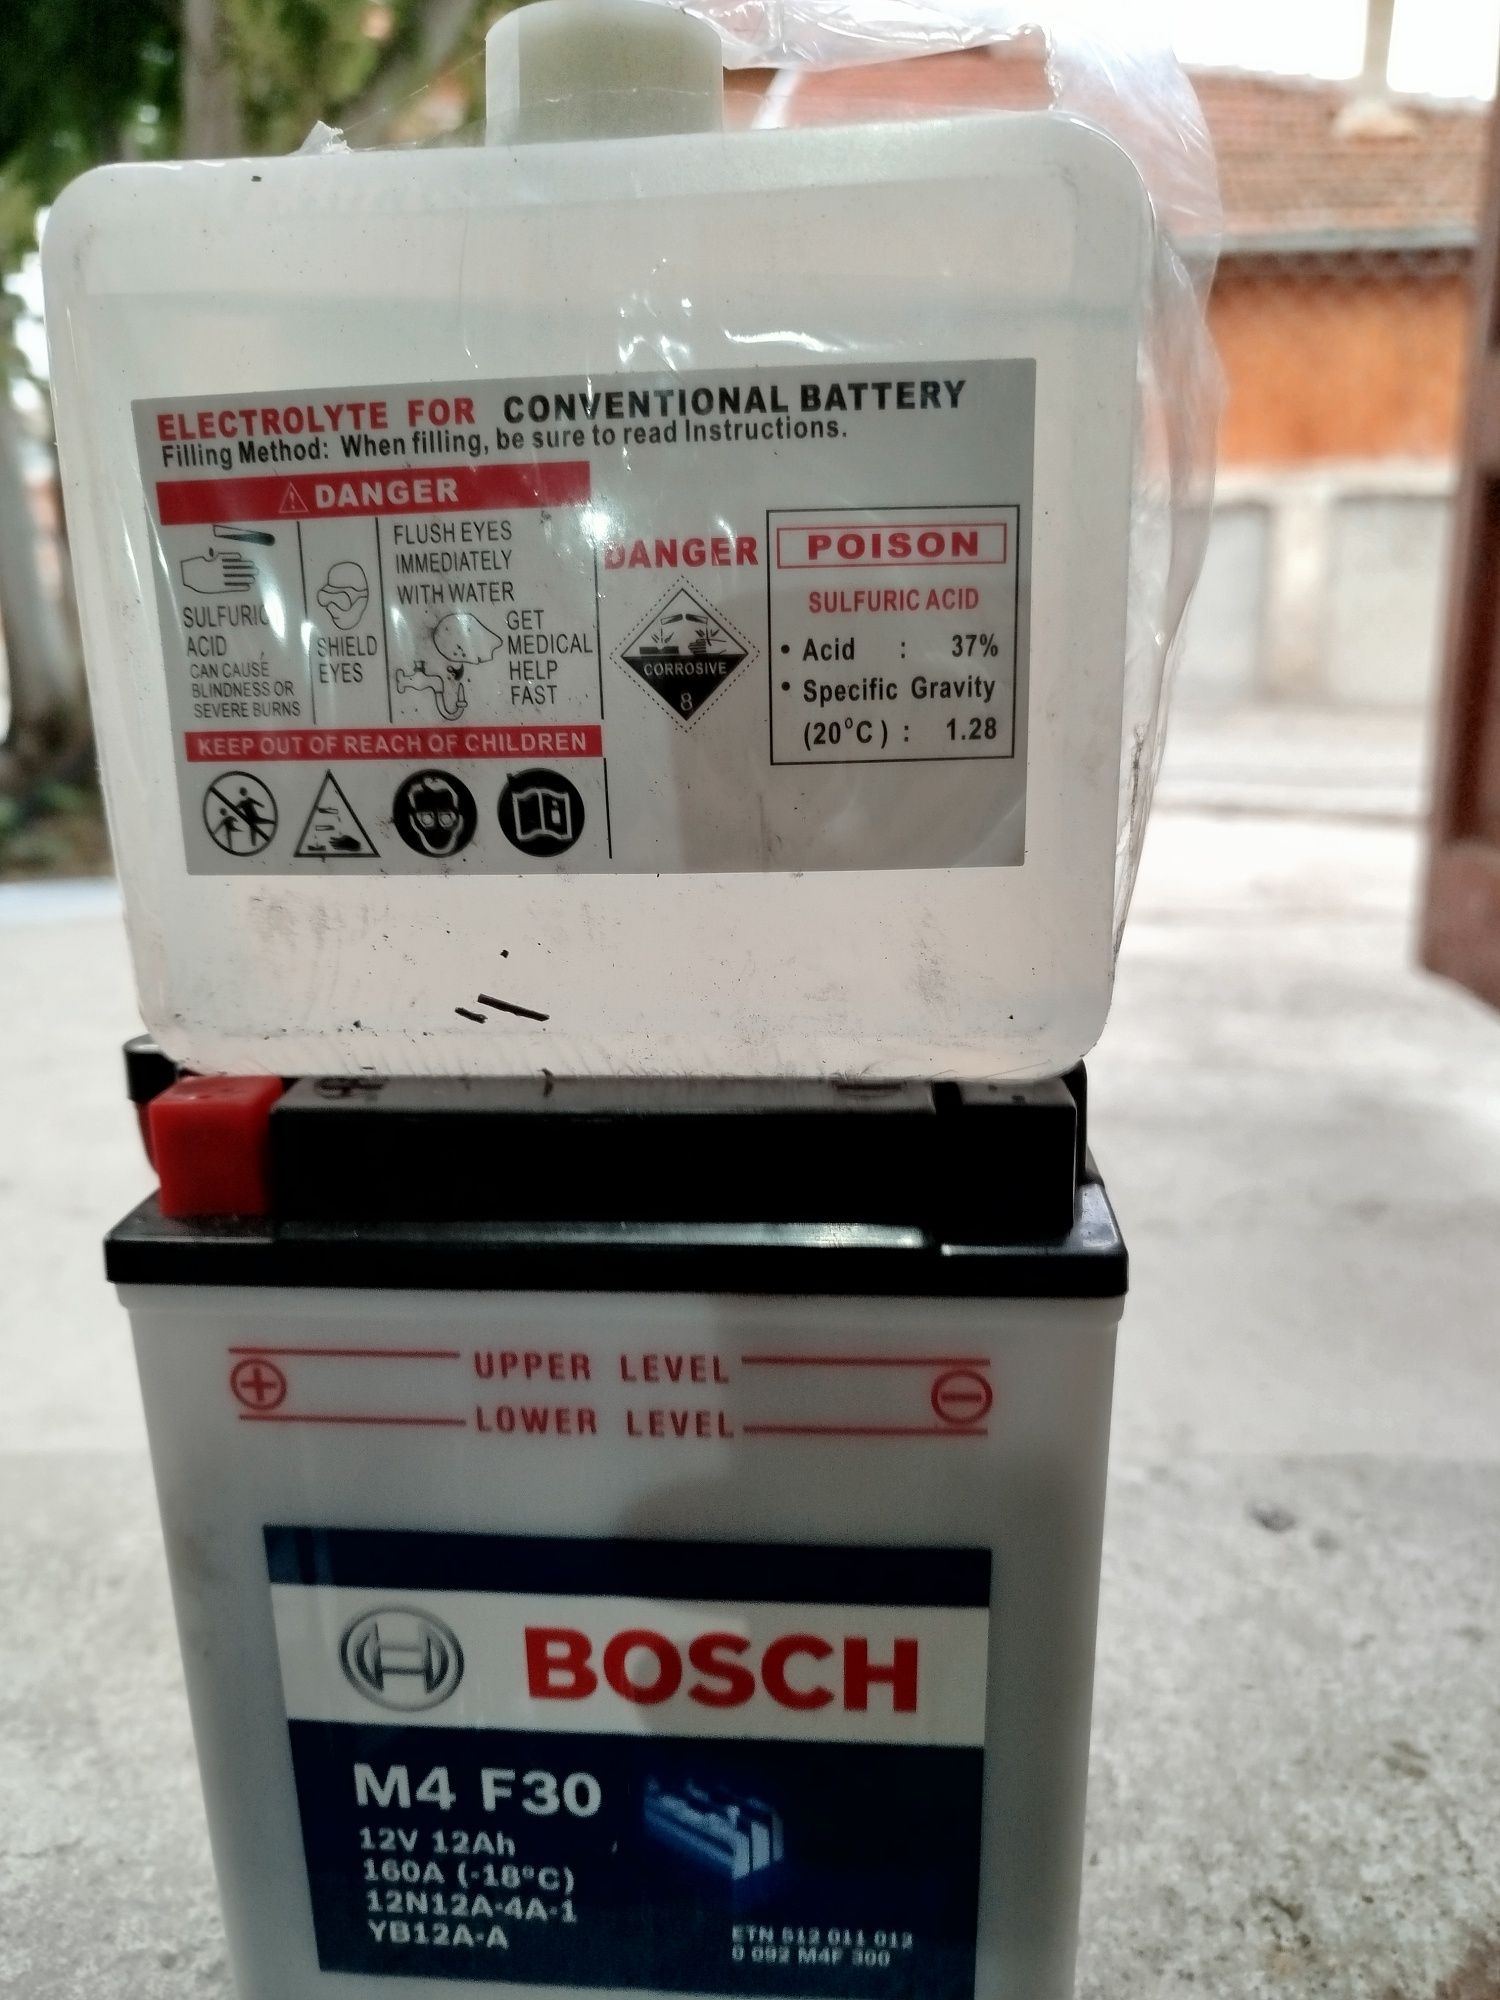 ELECTROLYTE FOR CONVENTIONAL BATTERY
Filling Method: When filling, be sure to read Instructions.
DANGER
SULFURIC
ACID
CAN CAUSE
BLINDNESS OR
SEVERE BURNS
SHIELD
EYES
FLUSH EYES
IMMEDIATELY
WITH WATER
GET
MEDICAL
HELP
FAST
KEEP OUT OF REACH OF CHILDREN
DANGER
CORROSIVE
8
POISON
SULFURIC ACID
• Acid : 37%
• Specific Gravity
(20°C) : 1.28
UPPER LEVEL
LOWER LEVEL
BOSCH
M4 F30
12V 12Ah
160A (-18°C)
12N12A-4A-1
YB12A-A
ETN 512 011 012
0 092 M4F 300